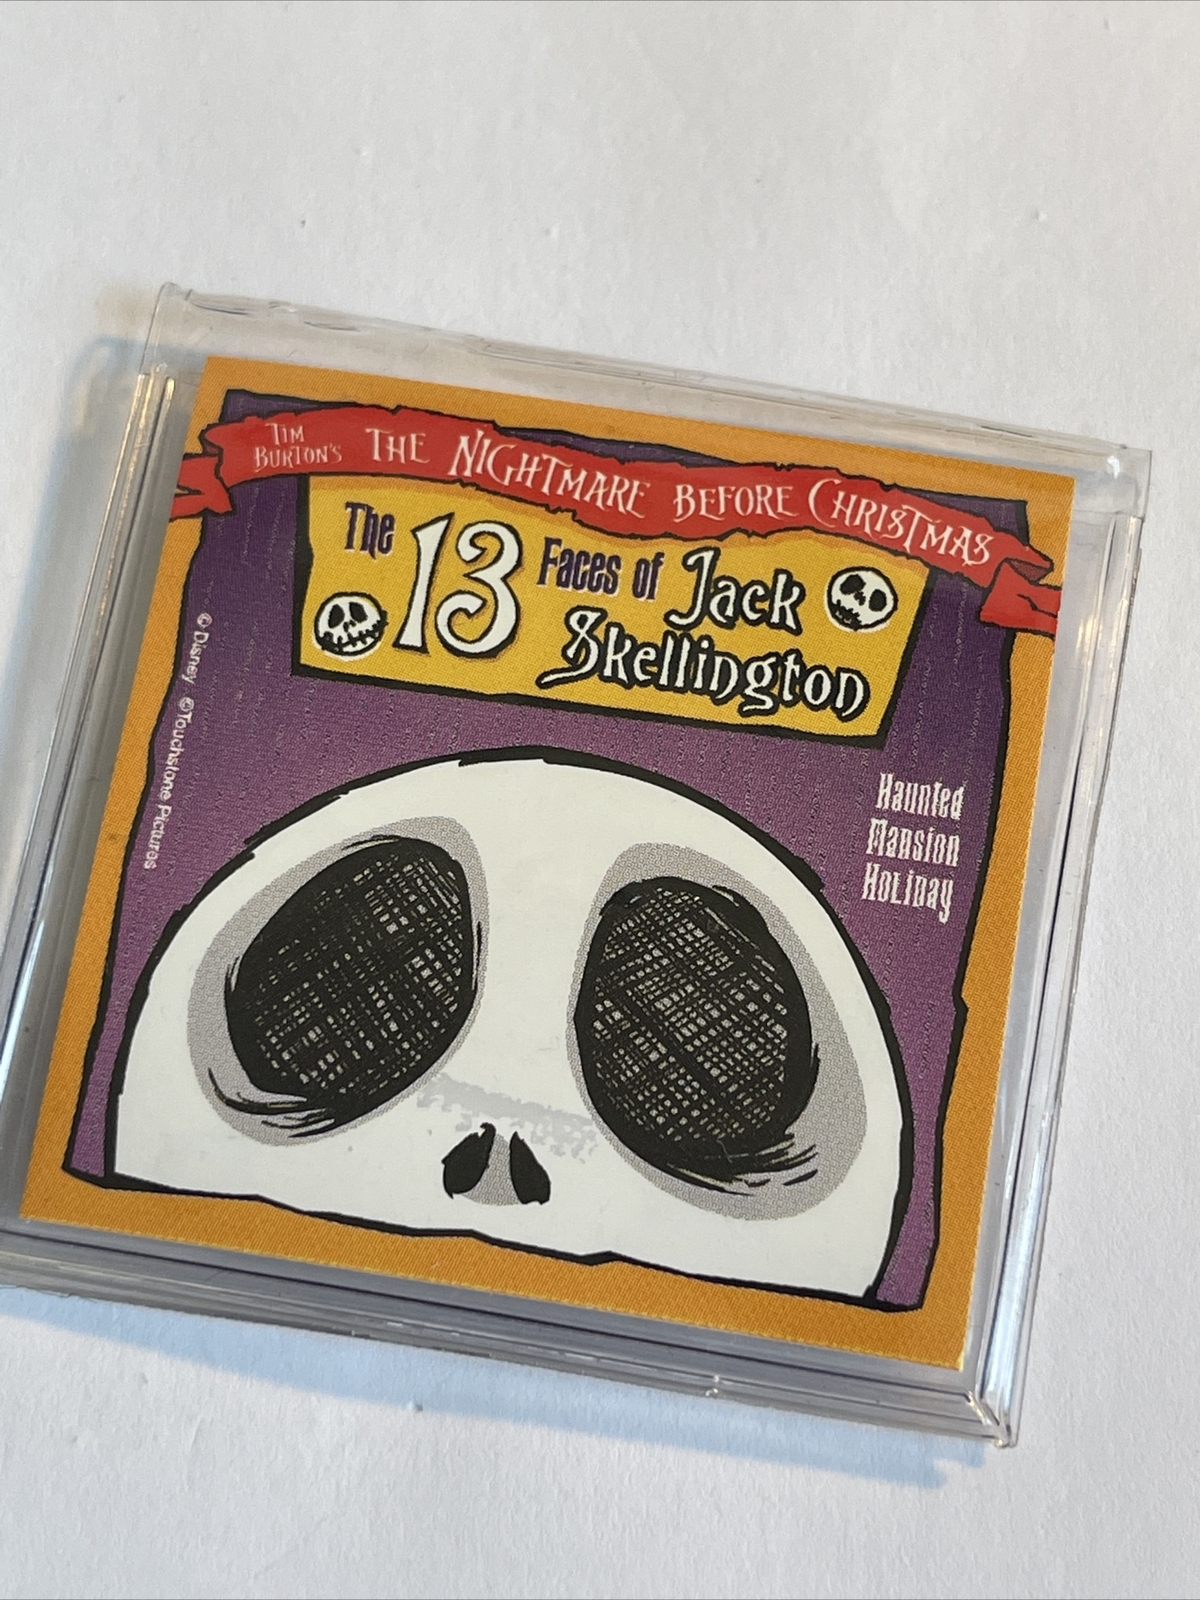 TIM BURTON'S THE NIGHTMARE BEFORE CHRISTMAS
The 13 Faces of Jack
Skellington
© Disney ©Touchstone Pictures
Haunted
Mansion
Holiday